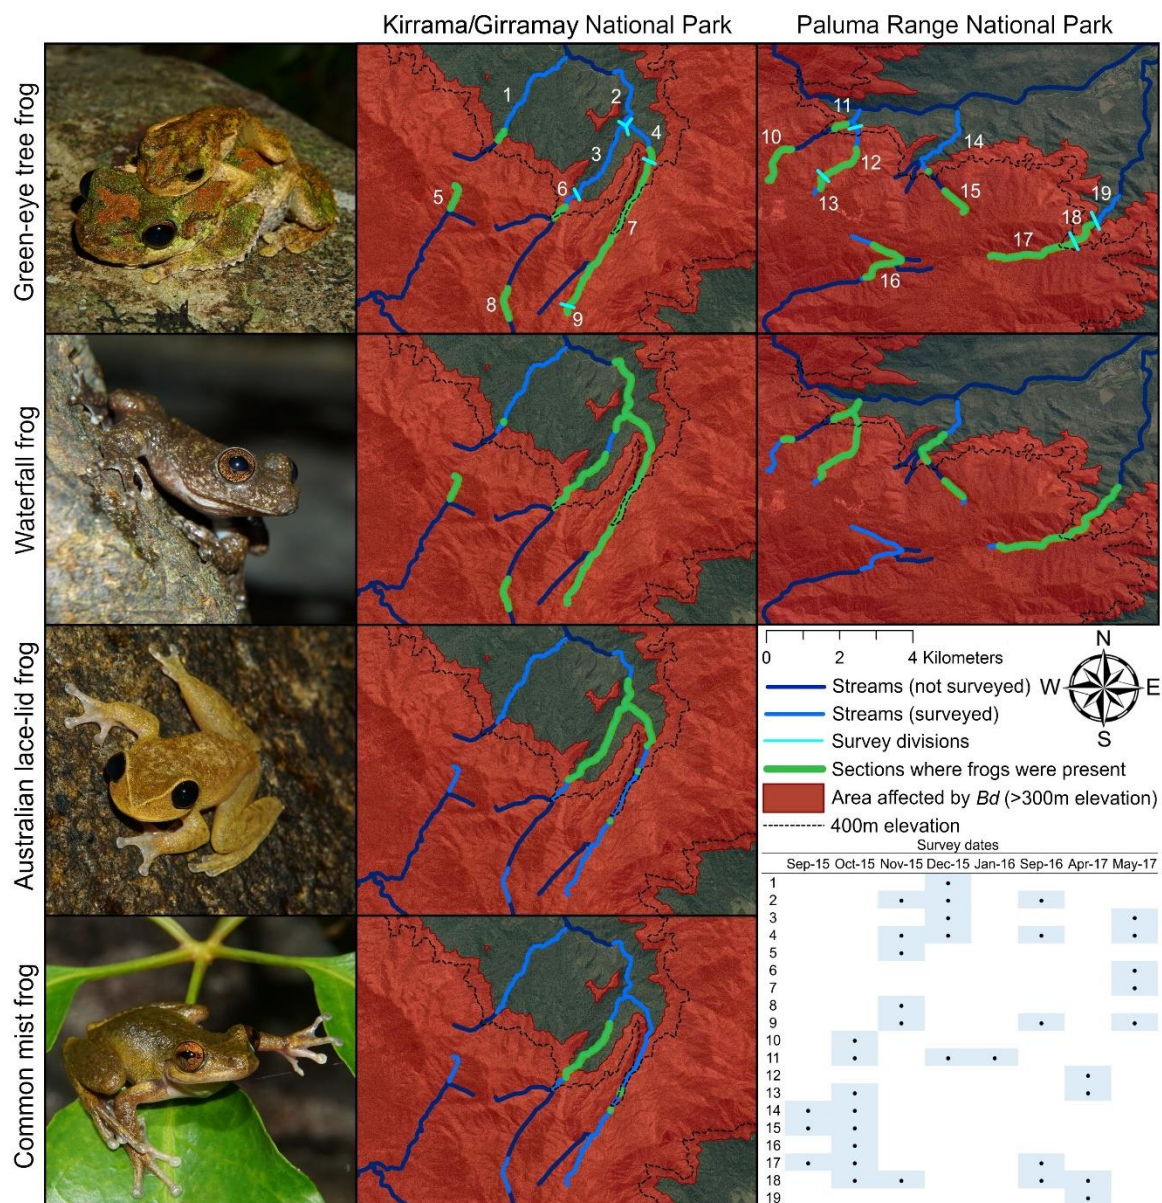 Kirrama/Girramay National Park
Paluma Range National Park
Green-eye tree frog
1
2
3
4
5
6
7
8
9
10
11
12
13
14
15
16
17
18
19
Waterfall frog
Australian lace-lid frog
0 2 4 Kilometers
N
W E
S
Streams (not surveyed)
Streams (surveyed)
Survey divisions
Sections where frogs were present
Area affected by Bd (>300m elevation)
400m elevation
Common mist frog
Survey dates
Sep-15 Oct-15 Nov-15 Dec-15 Jan-16 Sep-16 Apr-17 May-17
1
2
3
4
5
6
7
8
9
10
11
12
13
14
15
16
17
18
19